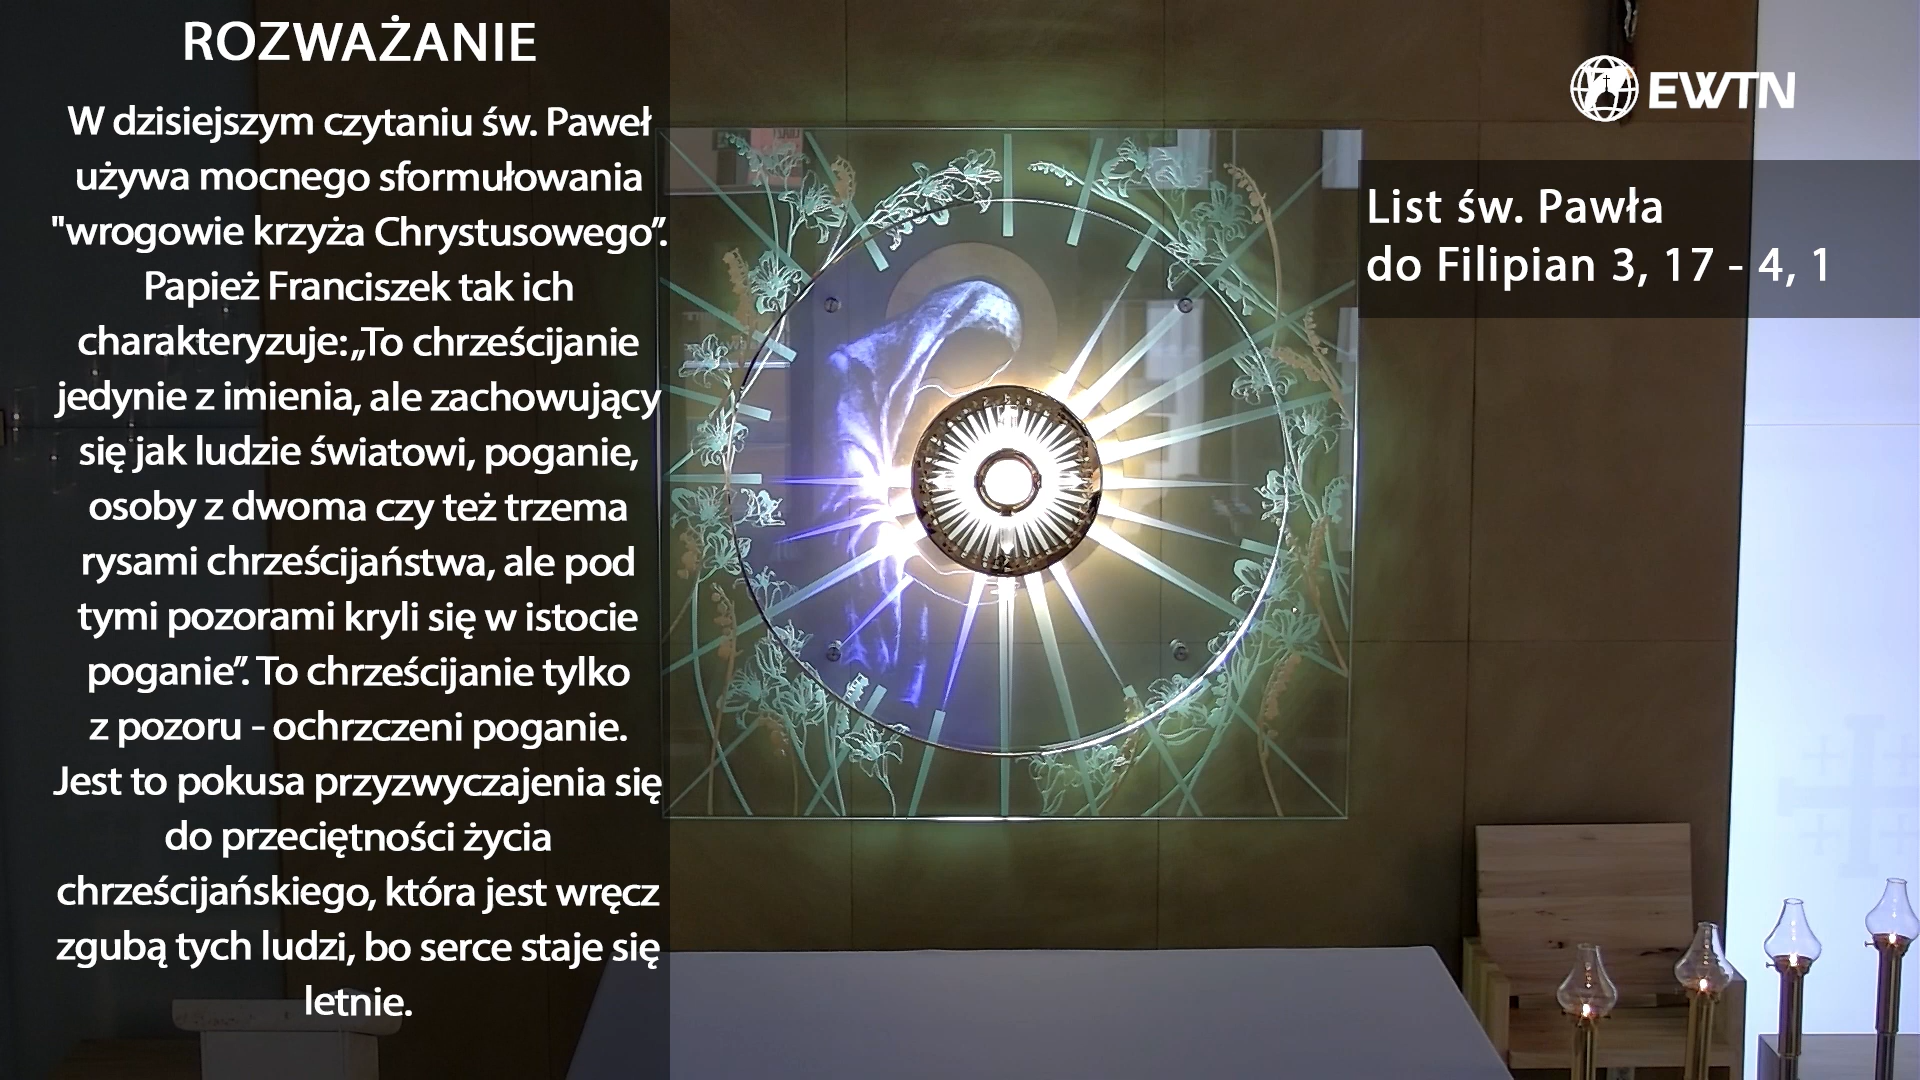 ROZWAŻANIE
W dzisiejszym czytaniu św. Paweł
używa mocnego sformułowania
"wrogowie krzyża Chrystusowego”.
Papież Franciszek tak ich
charakteryzuje:„To chrześcijanie
jedynie z imienia, ale zachowujący
się jak ludzie światowi, poganie,
osoby z dwoma czy też trzema
rysami chrześcijaństwa, ale pod
tymi pozorami kryli się w istocie
poganie”. To chrześcijanie tylko
z pozoru - ochrzczeni poganie.
Jest to pokusa przyzwyczajenia się
do przeciętności życia
chrześcijańskiego, która jest wręcz
zgubą tych ludzi, bo serce staje się
letnie.
EWTN
List św. Pawła
do Filipian 3, 17 - 4, 1